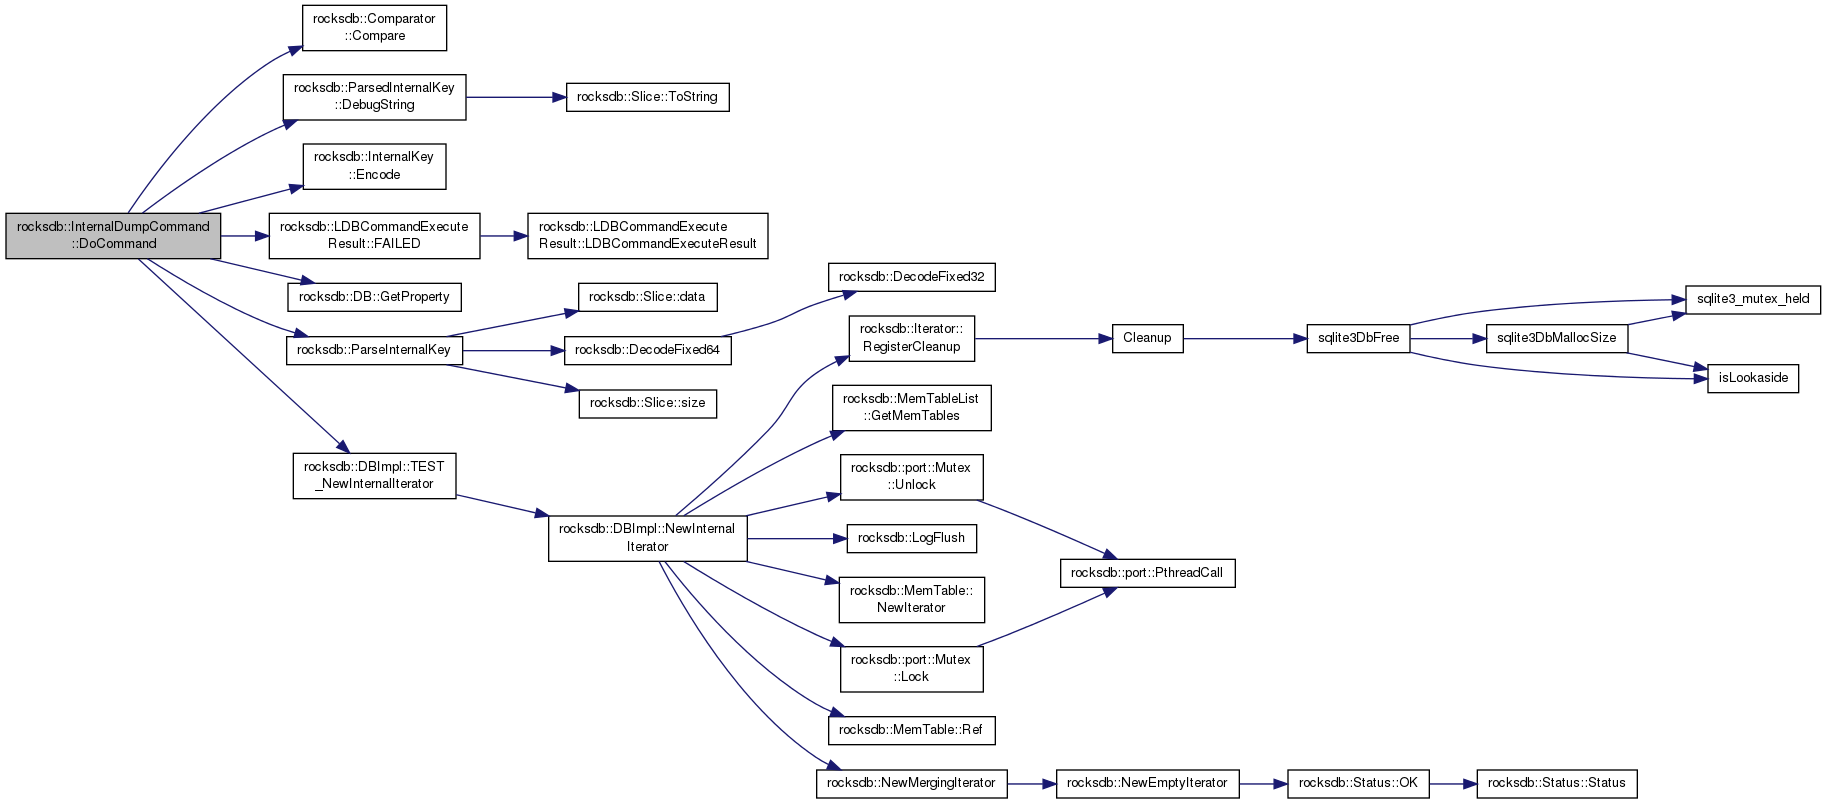 rocksdb::Comparator
::Compare
rocksdb::ParsedInternalKey
::DebugString
rocksdb::Slice::ToString
rocksdb::InternalKey
::Encode
rocksdb::InternalDumpCommand
::DoCommand
rocksdb::LDBCommandExecute
Result::FAILED
rocksdb::LDBCommandExecute
Result::LDBCommandExecuteResult
rocksdb::DB::GetProperty
rocksdb::ParseInternalKey
rocksdb::Slice::data
rocksdb::DecodeFixed64
rocksdb::Slice::size
rocksdb::DecodeFixed32
rocksdb::DBImpl::TEST
_NewInternalIterator
rocksdb::DBImpl::NewInternal
Iterator
rocksdb::Iterator::
RegisterCleanup
Cleanup
sqlite3DbFree
sqlite3DbMallocSize
sqlite3_mutex_held
isLookaside
rocksdb::MemTableList
::GetMemTables
rocksdb::port::Mutex
::Unlock
rocksdb::LogFlush
rocksdb::MemTable::
NewIterator
rocksdb::port::Mutex
::Lock
rocksdb::port::PthreadCall
rocksdb::MemTable::Ref
rocksdb::NewMergingIterator
rocksdb::NewEmptyIterator
rocksdb::Status::OK
rocksdb::Status::Status